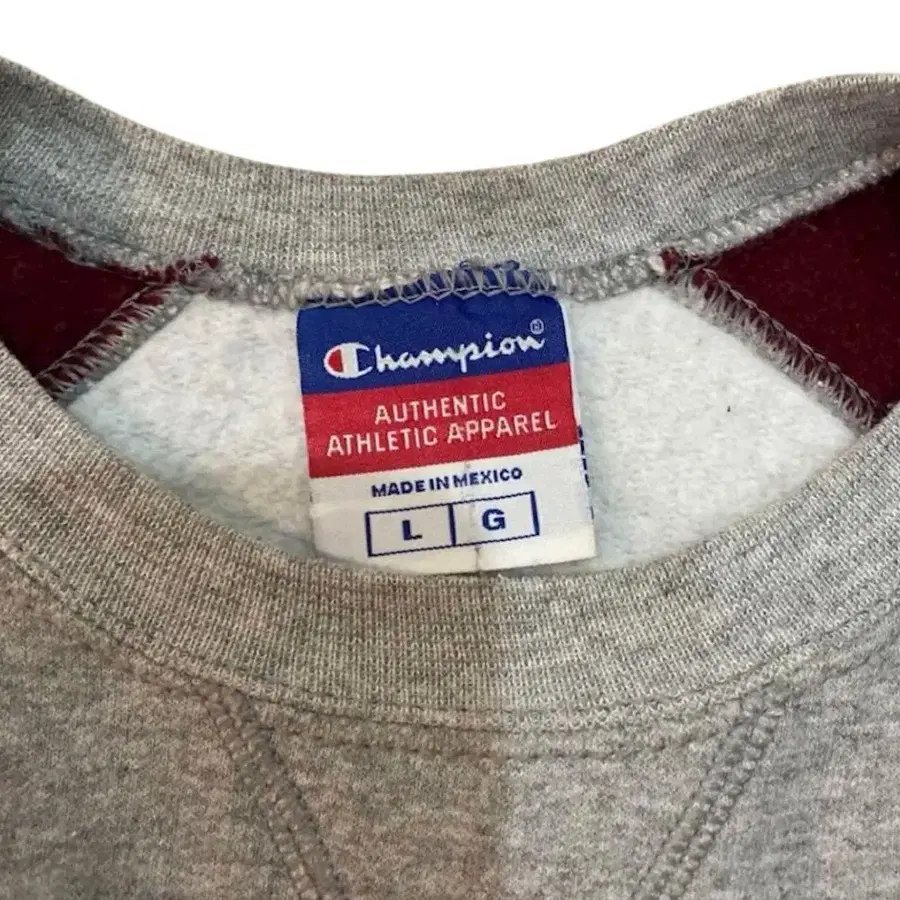 Champion®
AUTHENTIC
ATHLETIC APPAREL
MADE IN MEXICO
L G